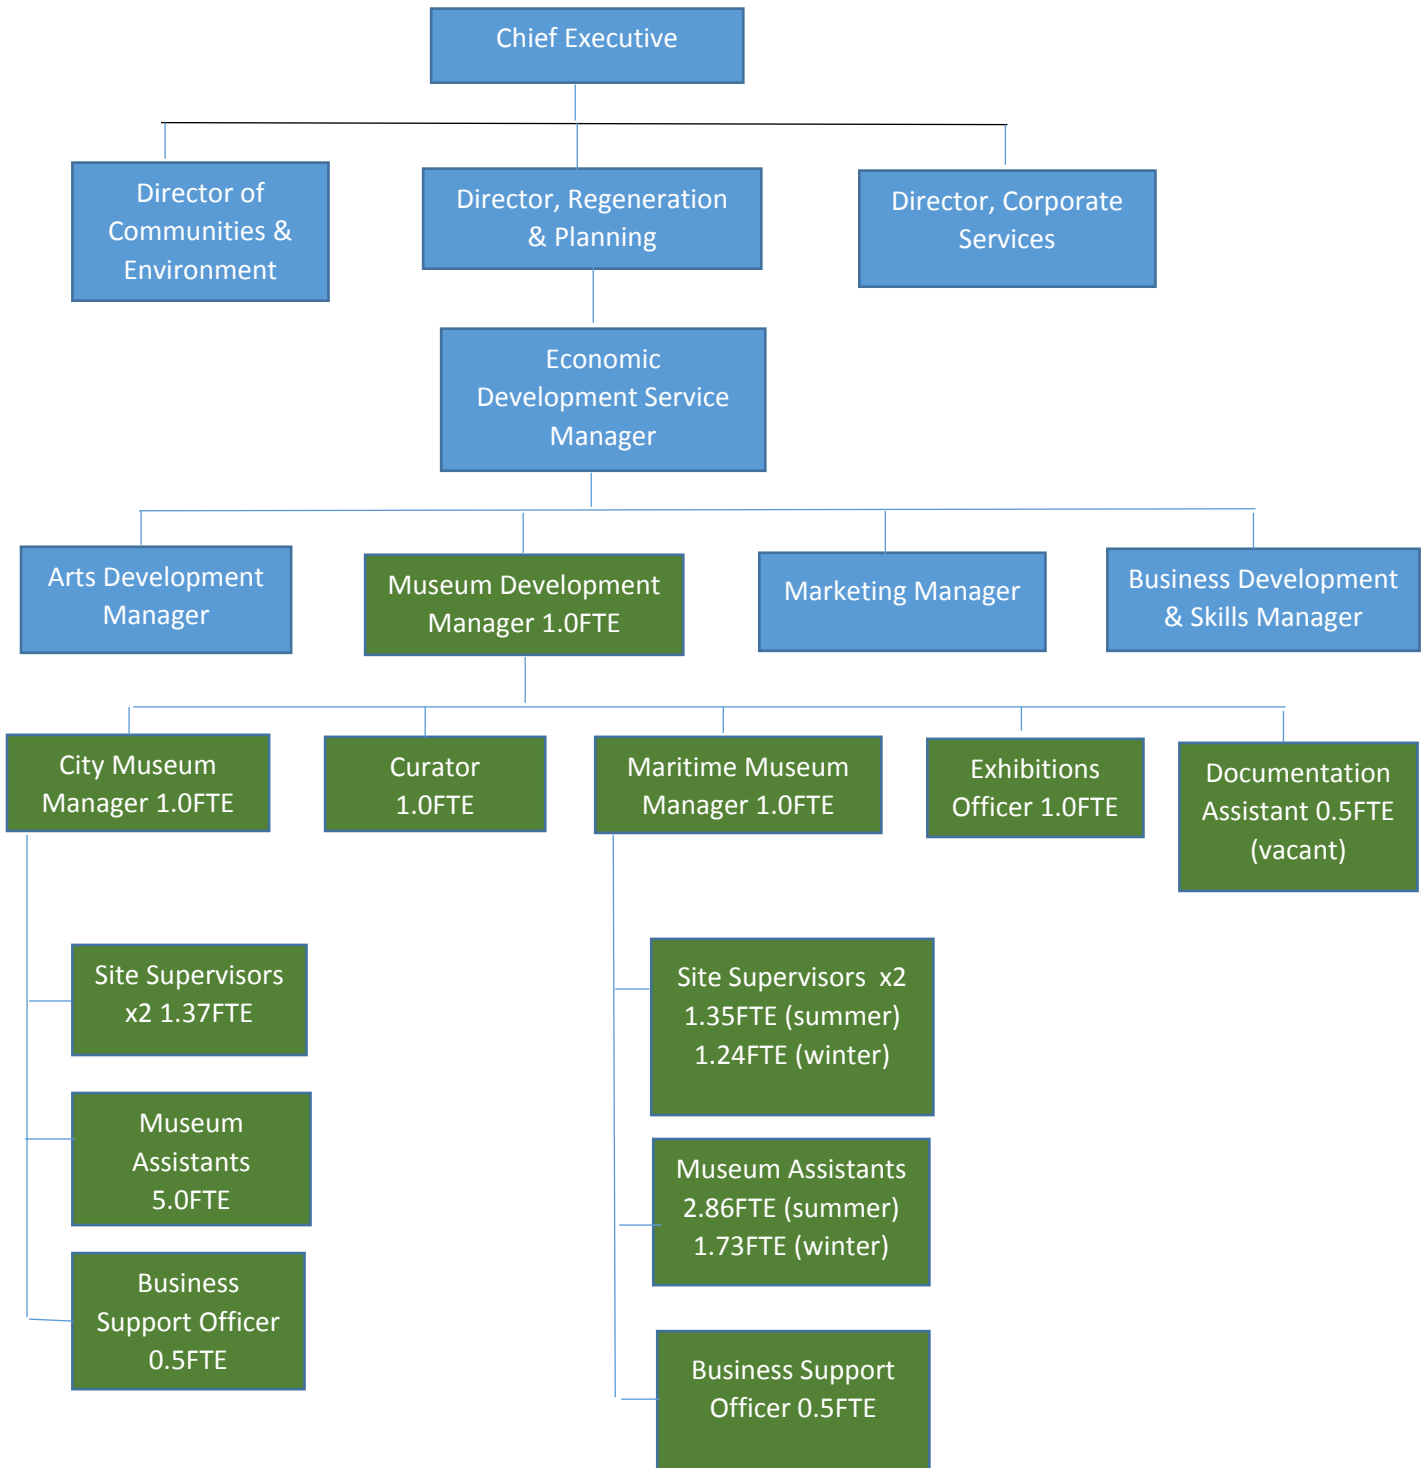 Chief Executive
Director of
Communities &
Environment
Director, Regeneration
& Planning
Director, Corporate
Services
Economic
Development Service
Manager
Arts Development
Manager
Museum Development
Manager 1.0FTE
Marketing Manager
Business Development
& Skills Manager
City Museum
Manager 1.0FTE
Curator
1.0FTE
Maritime Museum
Manager 1.0FTE
Exhibitions
Officer 1.0FTE
Documentation
Assistant 0.5FTE
(vacant)
Site Supervisors
x2 1.37FTE
Museum
Assistants
5.0FTE
Business
Support Officer
0.5FTE
Site Supervisors  x2
1.35FTE (summer)
1.24FTE (winter)
Museum Assistants
2.86FTE (summer)
1.73FTE (winter)
Business Support
Officer 0.5FTE